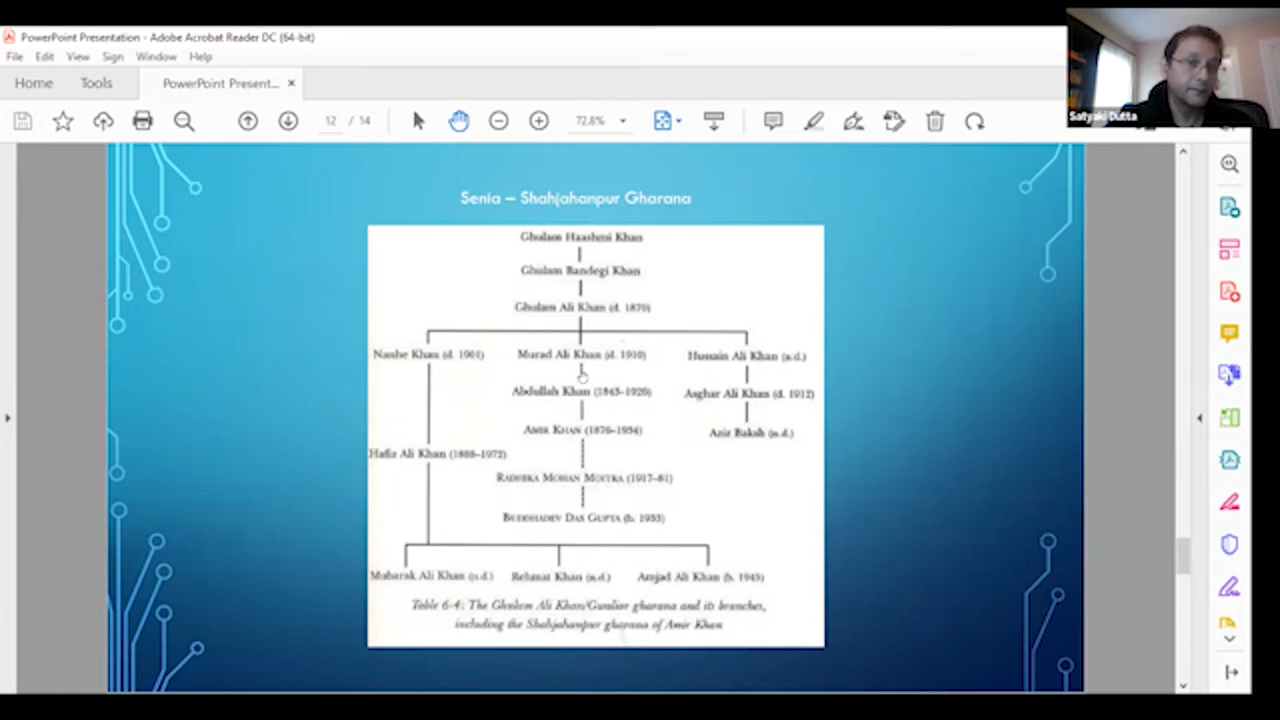 PowerPoint Presentation - Adobe Acrobat Reader DC (64-bit)
File Edit View Sign Window Help
Home Tools PowerPoint Present... ×
12 / 14 72.8%
Satyaki Dutta
Senia – Shahjahanpur Gharana
Ghulam Haashmi Khan
Ghulam Bandegi Khan
Ghulam Ali Khan (d. 1870)
Nanhe Khan (d. 1901) Murad Ali Khan (d. 1910) Hussain Ali Khan (n.d.)
Abdullah Khan (1843–1926) Asghar Ali Khan (d. 1912)
AMIR KHAN (1876–1934) Aziz Baksh (n.d.)
Hafiz Ali Khan (1888–1972)
RADHIKA MOHAN MOITRA (1917–81)
BUDDHADEV DAS GUPTA (b. 1933)
Mubarak Ali Khan (n.d.) Rehmat Khan (n.d.) Amjad Ali Khan (b. 1945)
Table 6-4: The Ghulam Ali Khan/Gwalior gharana and its branches,
including the Shahjahanpur gharana of Amir Khan